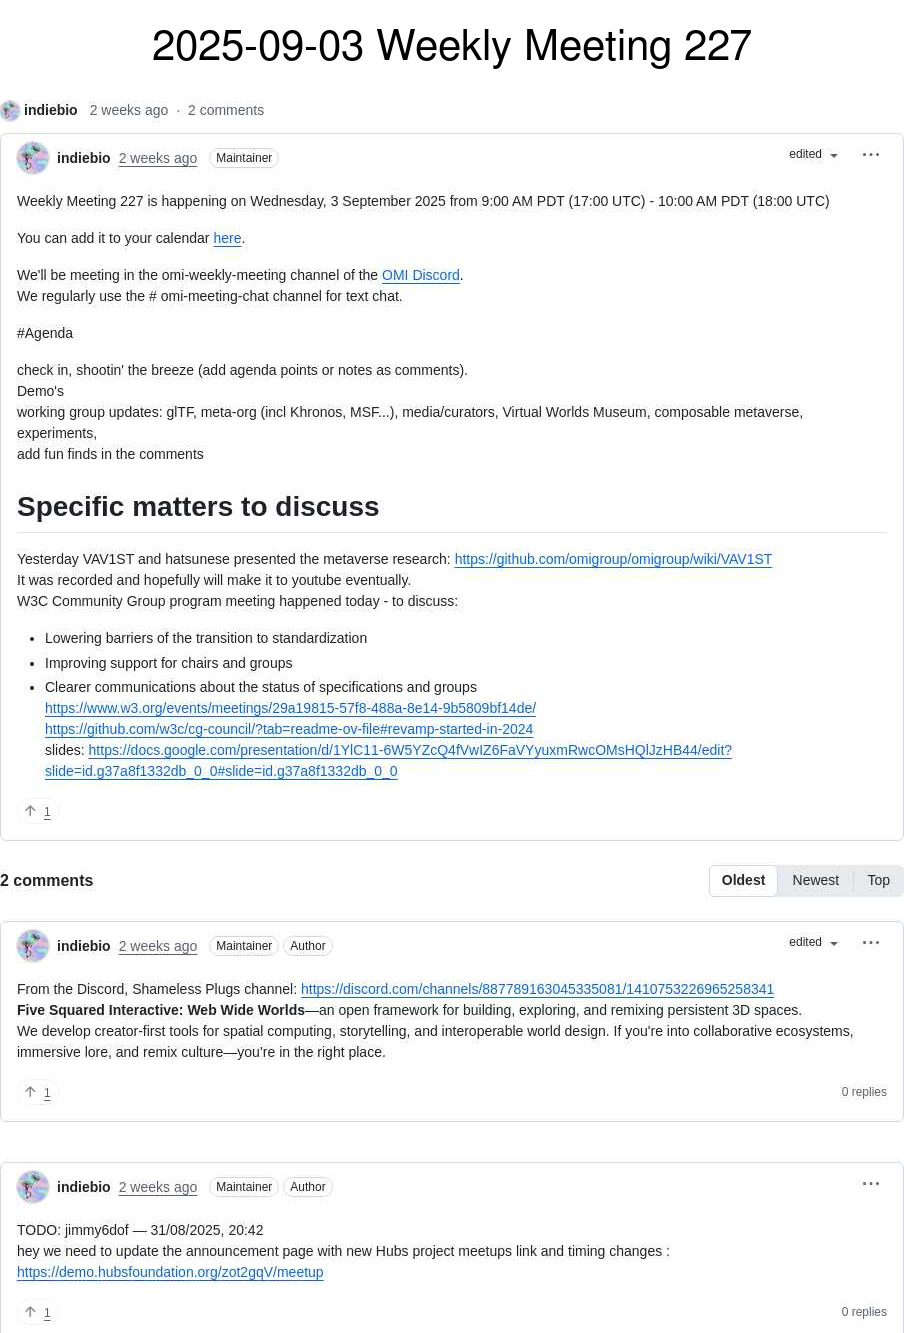 2025-09-03 Weekly Meeting 227
indiebio 2 weeks ago · 2 comments
indiebio 2 weeks ago Maintainer edited
Weekly Meeting 227 is happening on Wednesday, 3 September 2025 from 9:00 AM PDT (17:00 UTC) - 10:00 AM PDT (18:00 UTC)
You can add it to your calendar here.
We'll be meeting in the omi-weekly-meeting channel of the OMI Discord.
We regularly use the # omi-meeting-chat channel for text chat.
#Agenda
check in, shootin' the breeze (add agenda points or notes as comments).
Demo's
working group updates: glTF, meta-org (incl Khronos, MSF...), media/curators, Virtual Worlds Museum, composable metaverse,
experiments,
add fun finds in the comments
Specific matters to discuss
Yesterday VAV1ST and hatsunese presented the metaverse research: https://github.com/omigroup/omigroup/wiki/VAV1ST
It was recorded and hopefully will make it to youtube eventually.
W3C Community Group program meeting happened today - to discuss:
• Lowering barriers of the transition to standardization
• Improving support for chairs and groups
• Clearer communications about the status of specifications and groups
https://www.w3.org/events/meetings/29a19815-57f8-488a-8e14-9b5809bf14de/
https://github.com/w3c/cg-council/?tab=readme-ov-file#revamp-started-in-2024
slides: https://docs.google.com/presentation/d/1YlC11-6W5YZcQ4fVwIZ6FaVYyuxmRwcOMsHQlJzHB44/edit?
slide=id.g37a8f1332db_0_0#slide=id.g37a8f1332db_0_0
1
2 comments Oldest Newest Top
indiebio 2 weeks ago Maintainer Author edited
From the Discord, Shameless Plugs channel: https://discord.com/channels/887789163045335081/1410753226965258341
Five Squared Interactive: Web Wide Worlds—an open framework for building, exploring, and remixing persistent 3D spaces.
We develop creator-first tools for spatial computing, storytelling, and interoperable world design. If you're into collaborative ecosystems,
immersive lore, and remix culture—you're in the right place.
1 0 replies
indiebio 2 weeks ago Maintainer Author
TODO: jimmy6dof — 31/08/2025, 20:42
hey we need to update the announcement page with new Hubs project meetups link and timing changes :
https://demo.hubsfoundation.org/zot2gqV/meetup
1 0 replies